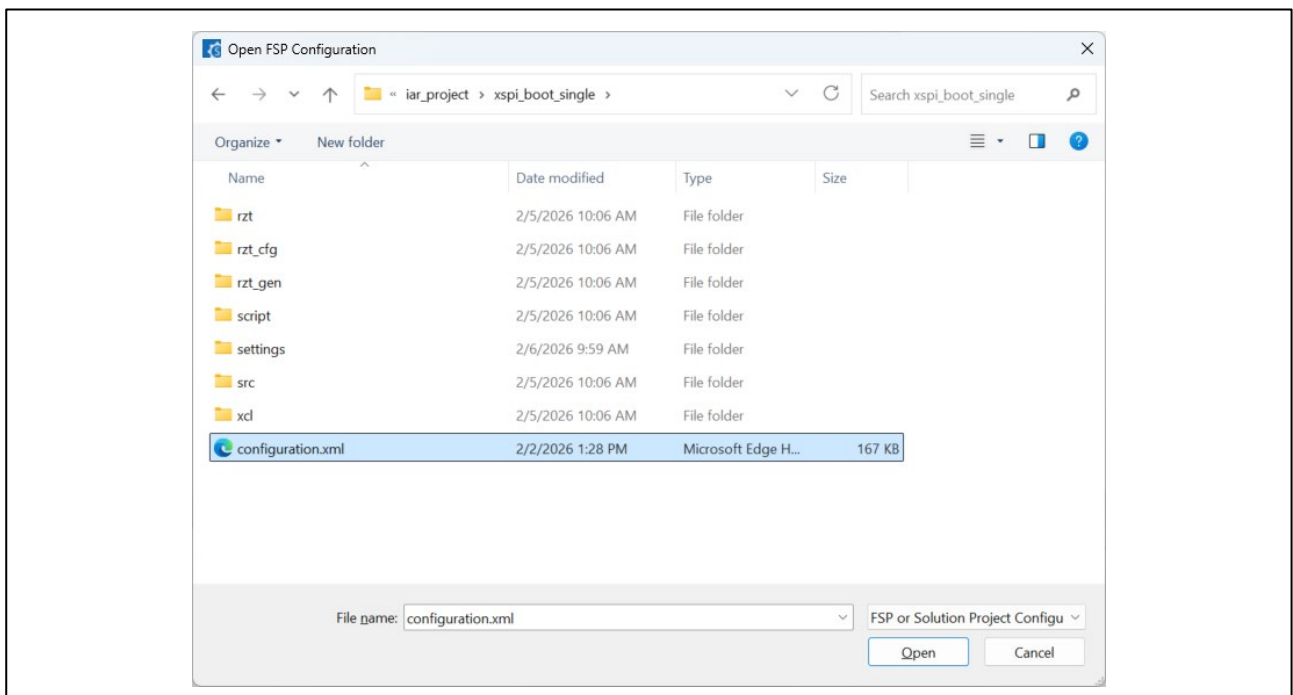 Open FSP Configuration
« iar_project > xspi_boot_single >
Search xspi_boot_single
Organize New folder
Name Date modified Type Size
rzt 2/5/2026 10:06 AM File folder
rzt_cfg 2/5/2026 10:06 AM File folder
rzt_gen 2/5/2026 10:06 AM File folder
script 2/5/2026 10:06 AM File folder
settings 2/6/2026 9:59 AM File folder
src 2/5/2026 10:06 AM File folder
xcl 2/5/2026 10:06 AM File folder
configuration.xml 2/2/2026 1:28 PM Microsoft Edge H... 167 KB
File name: configuration.xml FSP or Solution Project Configu
Open Cancel